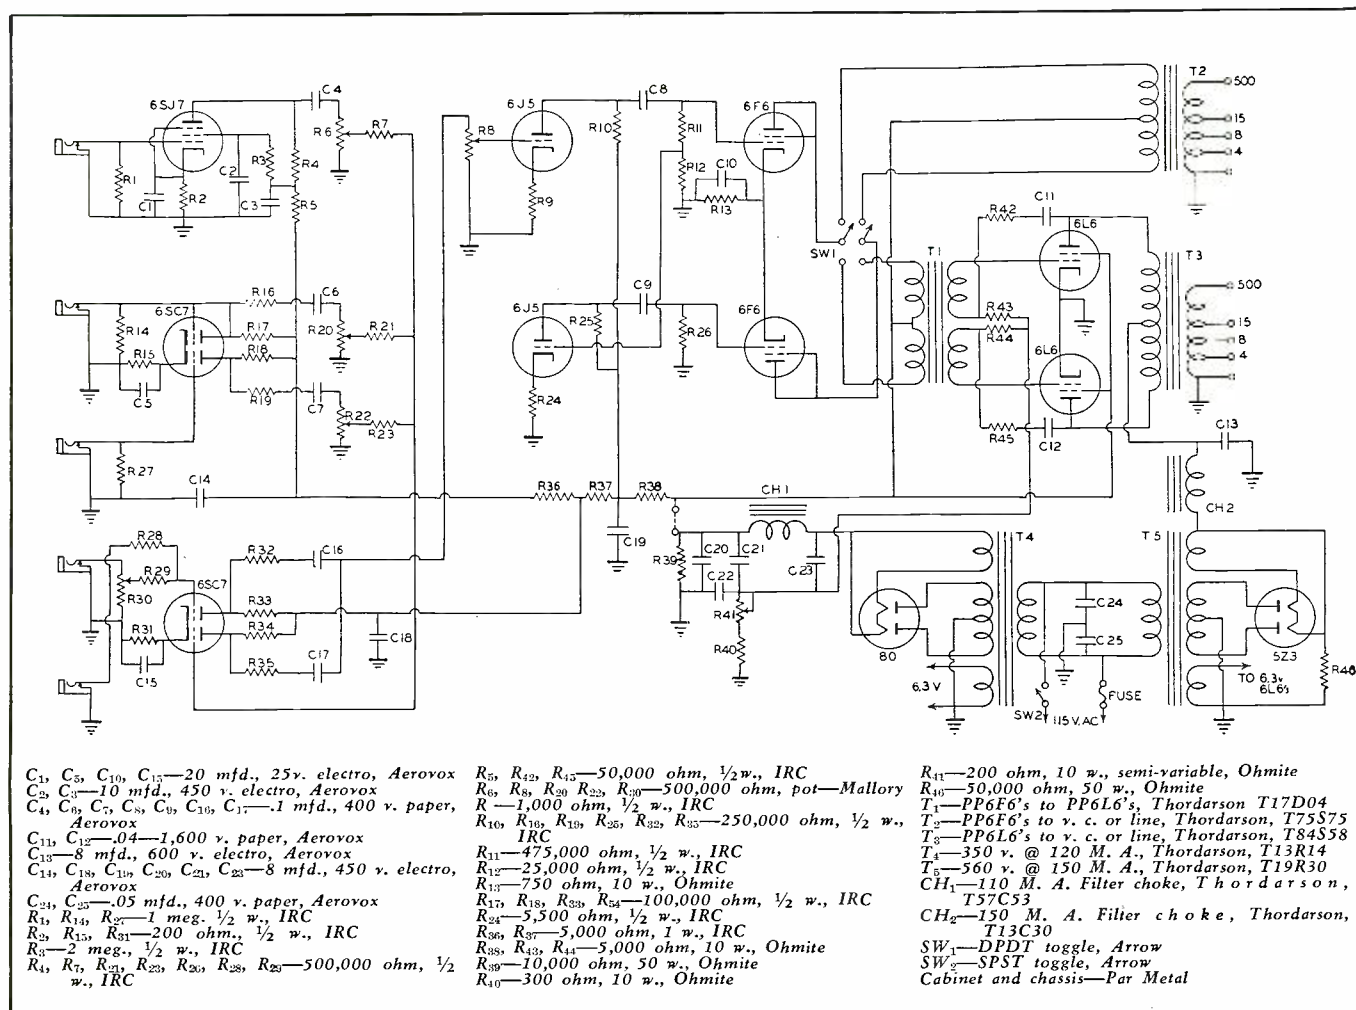 T2
500
15
8
4
C4
6SJ7
R6
R7
R1
C1
R2
C2
R3
C3
R4
R5
R8
6J5
R9
C8
R10
R11
R12
C10
R13
6F6
SW1
T1
R42
C11
6L6
T3
500
15
8
4
R16
C6
6SC7
R14
R15
R17
R18
R20
R21
C5
R19
C7
R22
R23
R27
C14
6J5
R24
R25
C9
R26
6F6
R43
R44
6L6
R45
C12
C13
CH2
R36
R37
R38
CH1
C19
R39
C20
C21
C22
C23
R41
R40
R28
R29
R30
R31
C15
6SC7
R32
C16
R33
R34
R35
C17
C18
T4
T5
80
6.3V
C24
C25
SW2
115 V. AC
FUSE
5Z3
TO 6.3v
6L6s
R46
C₁, C₅, C₁₀, C₁₅—20 mfd., 25v. electro, Aerovox
C₂, C₃—10 mfd., 450 v. electro, Aerovox
C₄, C₆, C₇, C₈, C₉, C₁₆, C₁₇—.1 mfd., 400 v. paper,
Aerovox
C₁₁, C₁₂—.04—1,600 v. paper, Aerovox
C₁₃—8 mfd., 600 v. electro, Aerovox
C₁₄, C₁₈, C₁₉, C₂₀, C₂₁, C₂₃—8 mfd., 450 v. electro,
Aerovox
C₂₄, C₂₅—.05 mfd., 400 v. paper, Aerovox
R₁, R₁₄, R₂₇—1 meg. ½ w., IRC
R₂, R₁₅, R₃₁—200 ohm., ½ w., IRC
R₃—2 meg., ½ w., IRC
R₄, R₇, R₂₁, R₂₃, R₂₆, R₂₈, R₂₉—500,000 ohm, ½
w., IRC
R₅, R₄₂, R₄₅—50,000 ohm, ½w., IRC
R₆, R₈, R₂₀ R₂₂, R₃₀—500,000 ohm, pot—Mallory
R —1,000 ohm, ½ w., IRC
R₁₀, R₁₆, R₁₉, R₂₅, R₃₂, R₃₅—250,000 ohm, ½ w.,
IRC
R₁₁—475,000 ohm, ½ w., IRC
R₁₂—25,000 ohm, ½ w., IRC
R₁₃—750 ohm, 10 w., Ohmite
R₁₇, R₁₈, R₃₃, R₅₄—100,000 ohm, ½ w., IRC
R₂₄—5,500 ohm, ½ w., IRC
R₃₆, R₃₇—5,000 ohm, 1 w., IRC
R₃₈, R₄₃, R₄₄—5,000 ohm, 10 w., Ohmite
R₃₉—10,000 ohm, 50 w., Ohmite
R₄₀—300 ohm, 10 w., Ohmite
R₄₁—200 ohm, 10 w., semi-variable, Ohmite
R₄₆—50,000 ohm, 50 w., Ohmite
T₁—PP6F6's to PP6L6's, Thordarson T17D04
T₂—PP6F6's to v. c. or line, Thordarson, T75S75
T₃—PP6L6's to v. c. or line, Thordarson, T84S58
T₄—350 v. @ 120 M. A., Thordarson, T13R14
T₅—560 v. @ 150 M. A., Thordarson, T19R30
CH₁—110 M. A. Filter choke, Thordarson,
T57C53
CH₂—150 M. A. Filter choke, Thordarson,
T13C30
SW₁—DPDT toggle, Arrow
SW₂—SPST toggle, Arrow
Cabinet and chassis—Par Metal